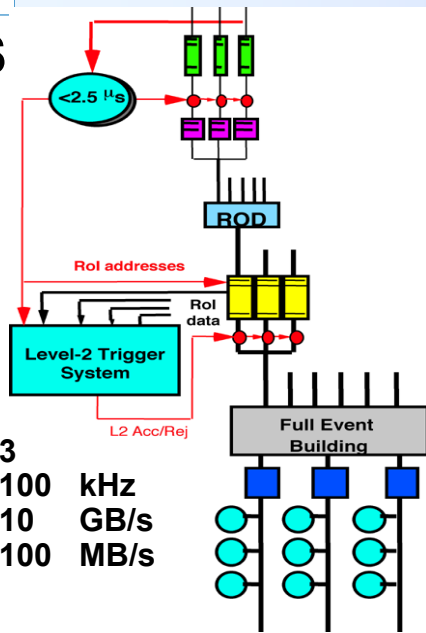 S
<2.5 μs
ROD
RoI addresses
RoI
data
Level-2 Trigger
System
L2 Acc/Rej
Full Event
Building
3
100 kHz
10 GB/s
100 MB/s